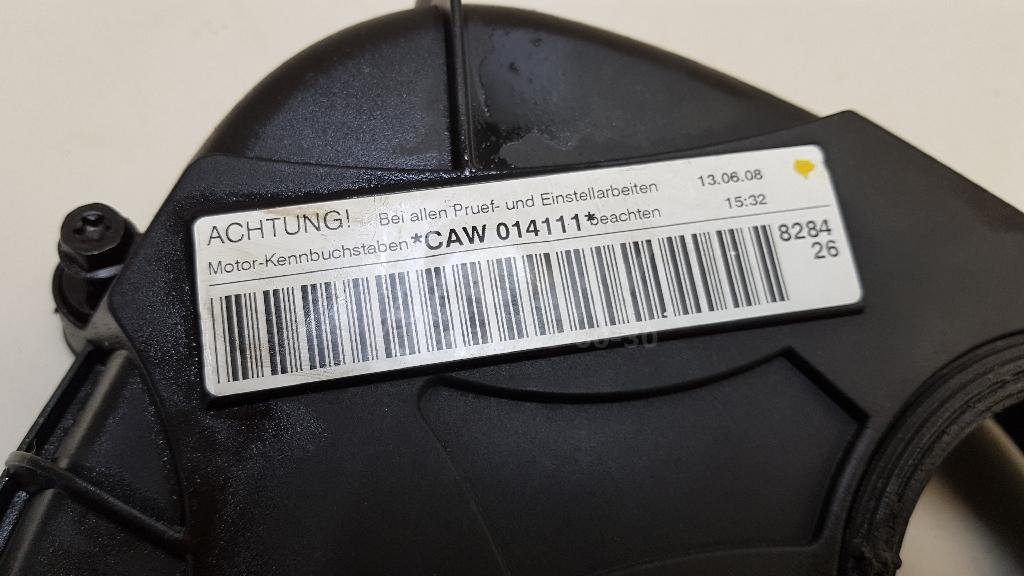 ACHTUNG! Bei allen Pruef- und Einstellarbeiten 13.06.08
Motor-Kennbuchstaben *CAW 014111* beachten 15:32
8284
26